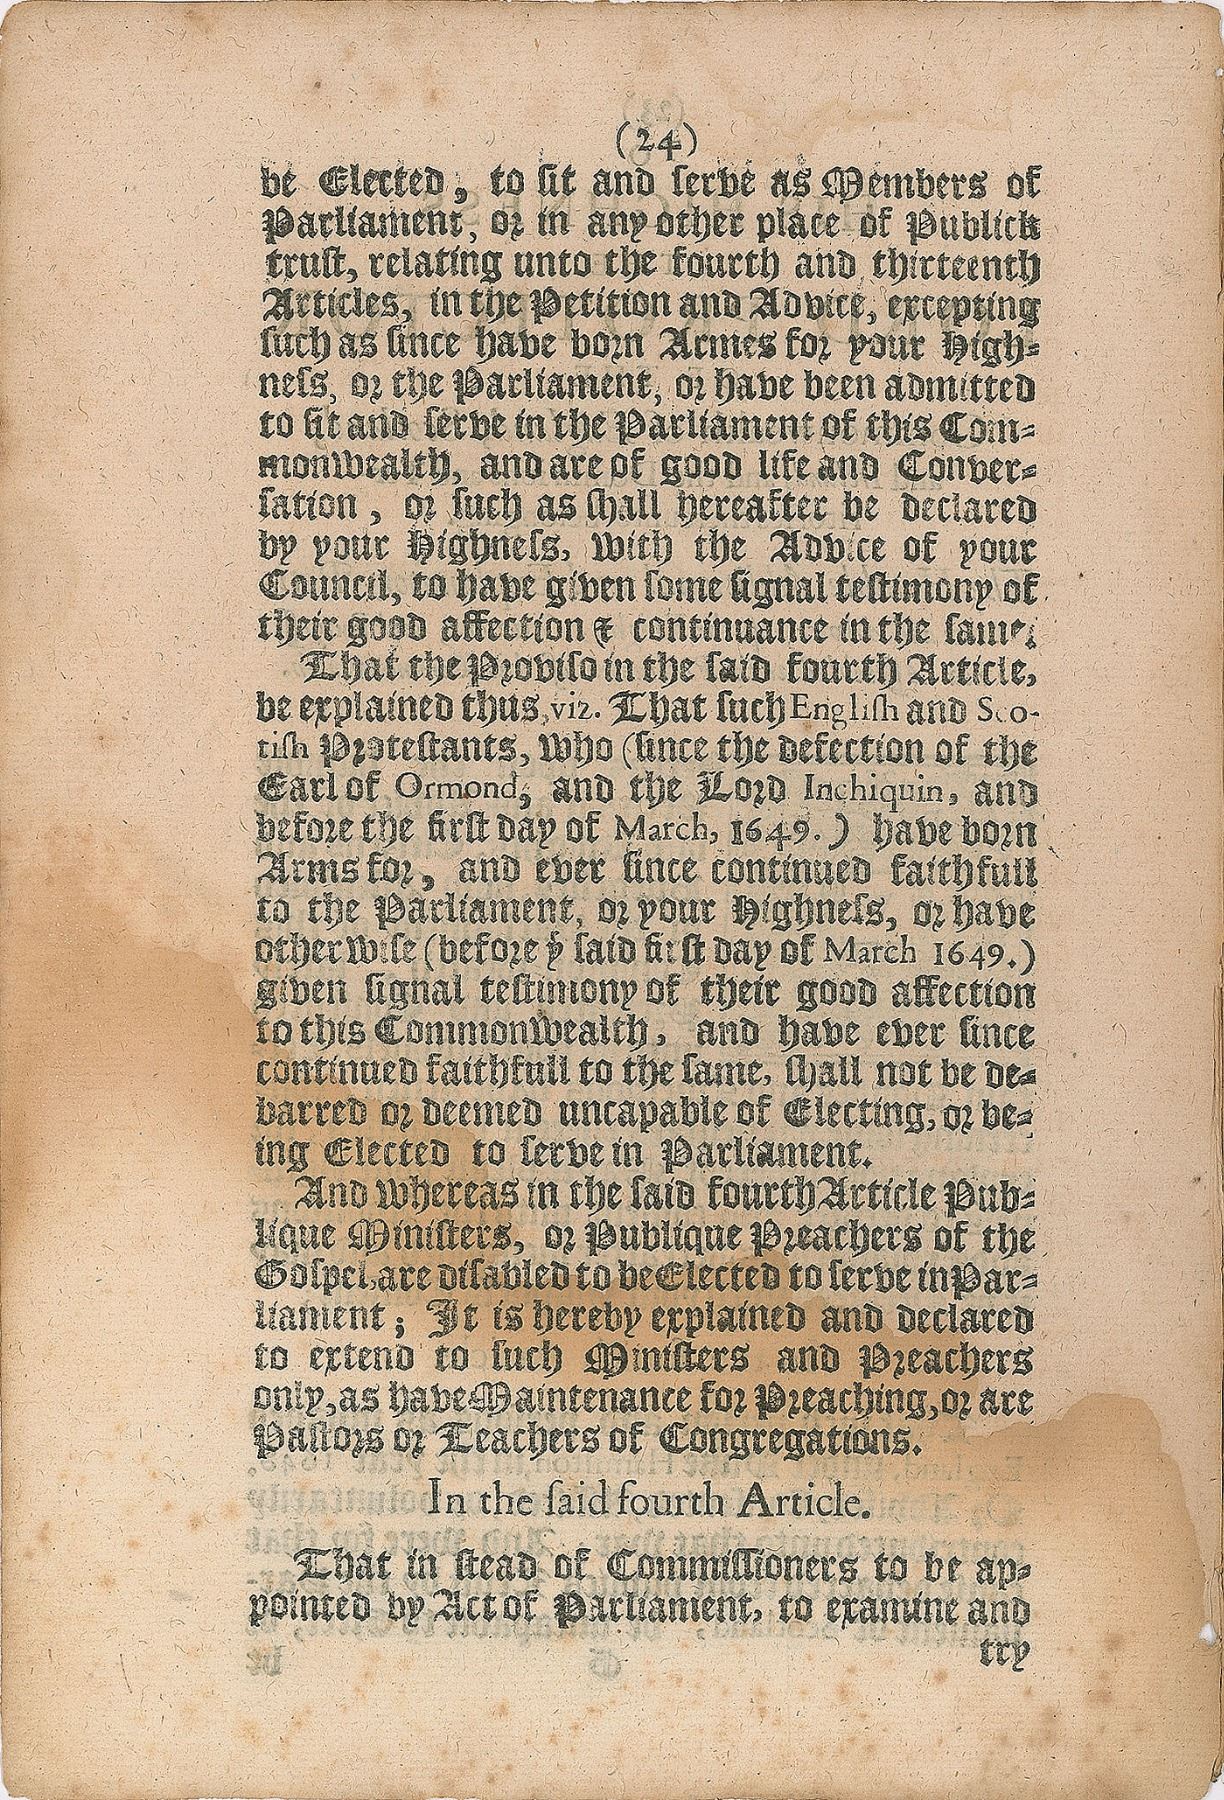 (24)
be Elected, to ſit and ſerve as Members of
Parliament, or in any other place of Publick
truſt, relating unto the fourth and thirteenth
Articles, in the Petition and Advice, excepting
ſuch as ſince have born Armes for your High-
neſs, or the Parliament, or have been admitted
to ſit and ſerve in the Parliament of this Com-
monwealth, and are of good life and Conver-
ſation, or ſuch as ſhall hereafter be declared
by your Highneſs, with the Advice of your
Council, to have given ſome ſignal teſtimony of
their good affection & continuance in the ſame.
That the Proviſo in the ſaid fourth Article,
be explained thus, viz. That ſuch Engliſh and Sco-
tiſh Proteſtants, who (ſince the defection of the
Earl of Ormond, and the Lord Inchiquin, and
before the firſt day of March, 1649.) have born
Arms for, and ever ſince continued faithfull
to the Parliament, or your Highneſs, or have
otherwiſe (before yͤ ſaid firſt day of March 1649.)
given ſignal teſtimony of their good affection
to this Commonwealth, and have ever ſince
continued faithfull to the ſame, ſhall not be de-
barred or deemed uncapable of Electing, or be-
ing Elected to ſerve in Parliament.
And whereas in the ſaid fourth Article Pub-
lique Miniſters, or Publique Preachers of the
Goſpel, are diſabled to be Elected to ſerve in Par-
liament; It is hereby explained and declared
to extend to ſuch Miniſters and Preachers
only, as have Maintenance for Preaching, or are
Paſtors or Teachers of Congregations.
In the ſaid fourth Article.
That in ſtead of Commiſſioners to be ap-
pointed by Act of Parliament, to examine and
try